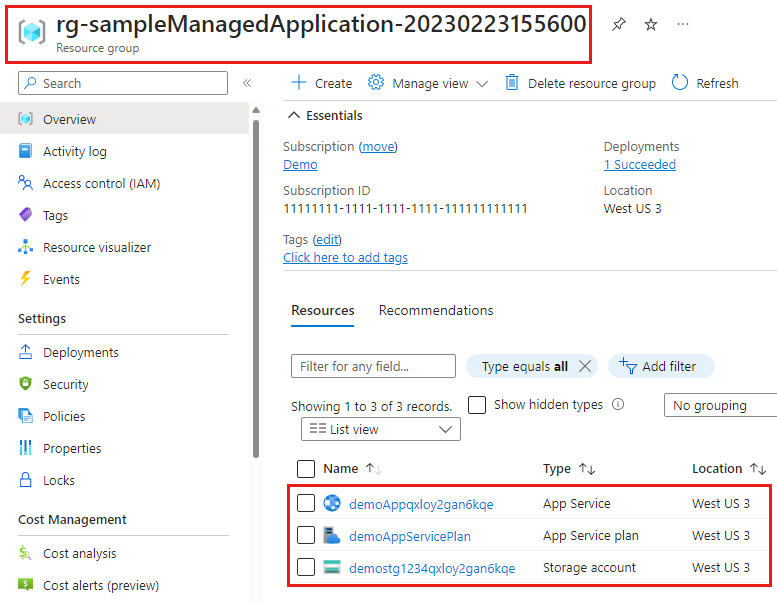 rg-sampleManagedApplication-20230223155600
Resource group
Search
Create
Manage view
Delete resource group
Refresh
Overview
Activity log
Access control (IAM)
Tags
Resource visualizer
Events
Settings
Deployments
Security
Policies
Properties
Locks
Cost Management
Cost analysis
Cost alerts (preview)
Essentials
Subscription (move)
Demo
Subscription ID
11111111-1111-1111-1111-111111111111
Tags (edit)
Click here to add tags
Deployments
1 Succeeded
Location
West US 3
Resources Recommendations
Filter for any field...
Type equals all
Add filter
Showing 1 to 3 of 3 records.
Show hidden types
No grouping
List view
Name Type Location
demoAppqxloy2gan6kqe App Service West US 3
demoAppServicePlan App Service plan West US 3
demostg1234qxloy2gan6kqe Storage account West US 3